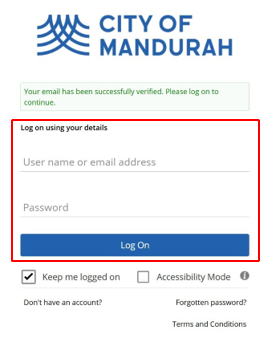 CITY OF
MANDURAH
Your email has been successfully verified. Please log on to
continue.
Log on using your details
User name or email address
Password
Log On
Keep me logged on
Accessibility Mode
Don't have an account?
Forgotten password?
Terms and Conditions